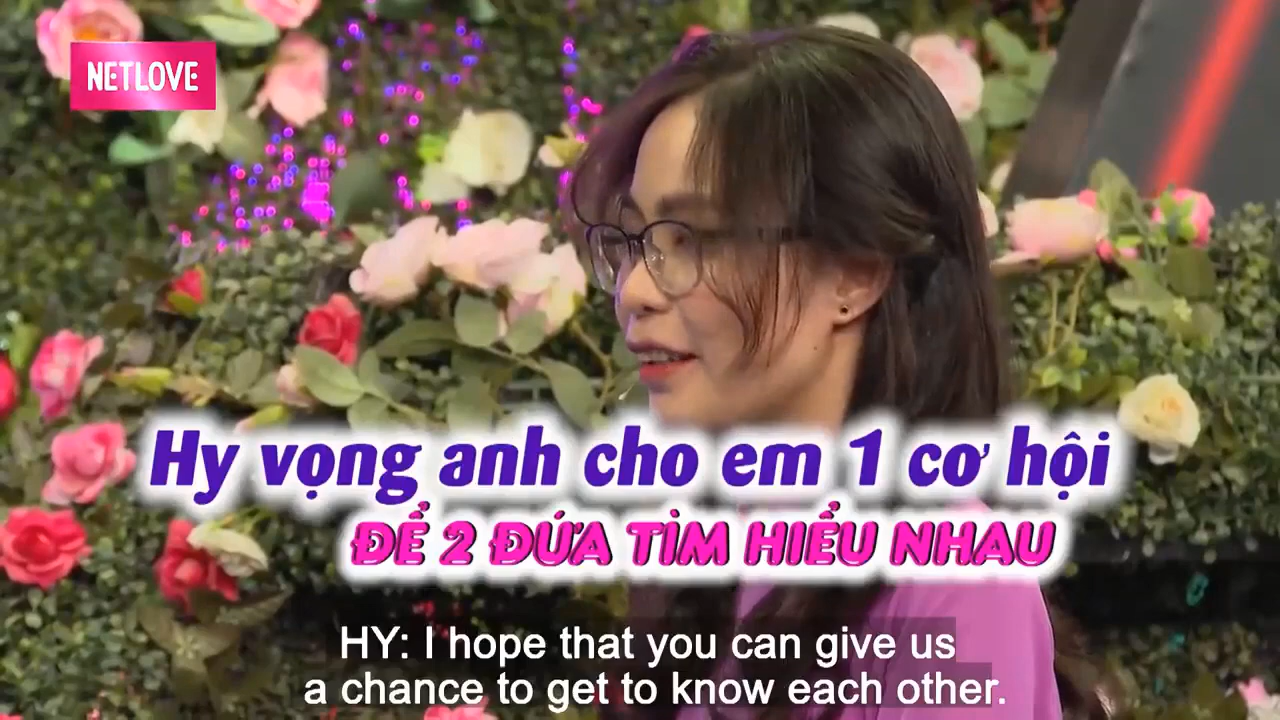 NETLOVE
Hy vọng anh cho em 1 cơ hội
ĐỂ 2 ĐỨA TÌM HIỂU NHAU
HY: I hope that you can give us
a chance to get to know each other.